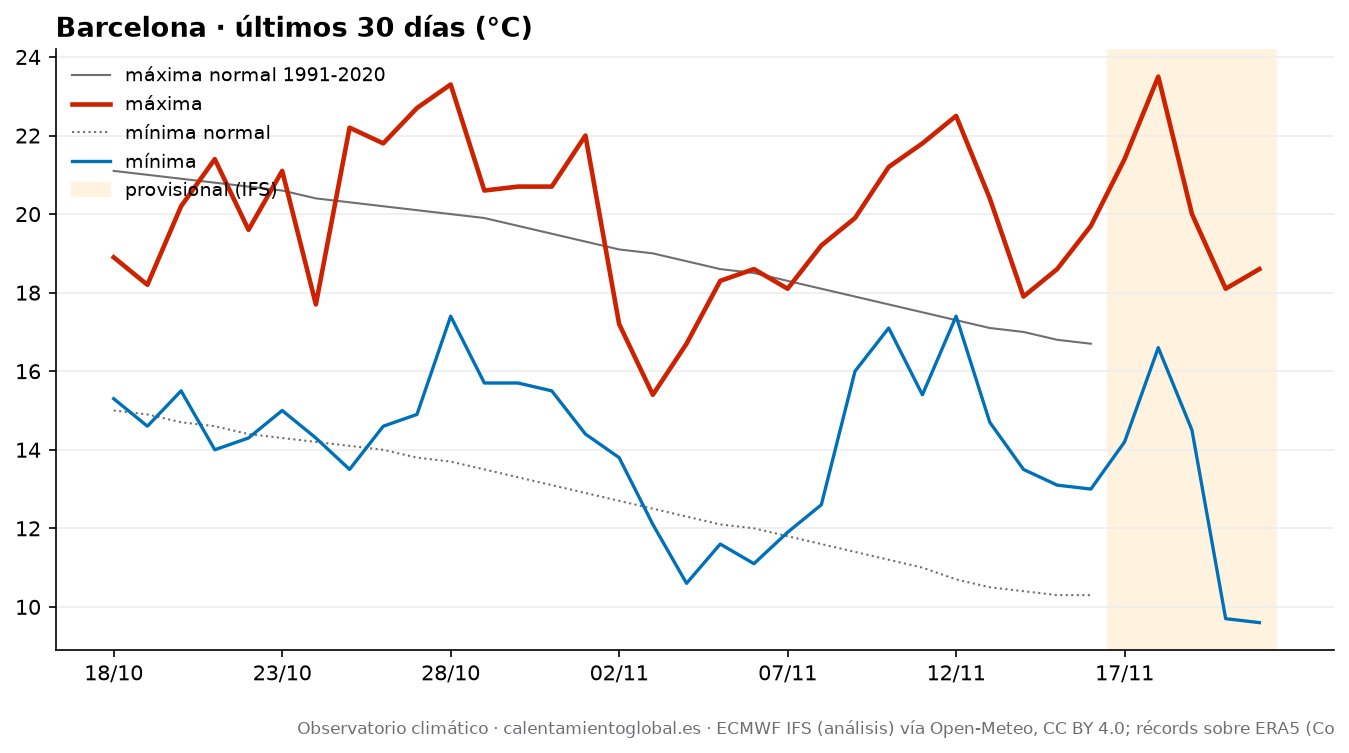 Barcelona · últimos 30 días (°C)
24
22
20
18
16
14
12
10
máxima normal 1991-2020
máxima
mínima normal
mínima
provisional (IFS)
18/10 23/10 28/10 02/11 07/11 12/11 17/11
Observatorio climático · calentamientoglobal.es · ECMWF IFS (análisis) vía Open-Meteo, CC BY 4.0; récords sobre ERA5 (Co